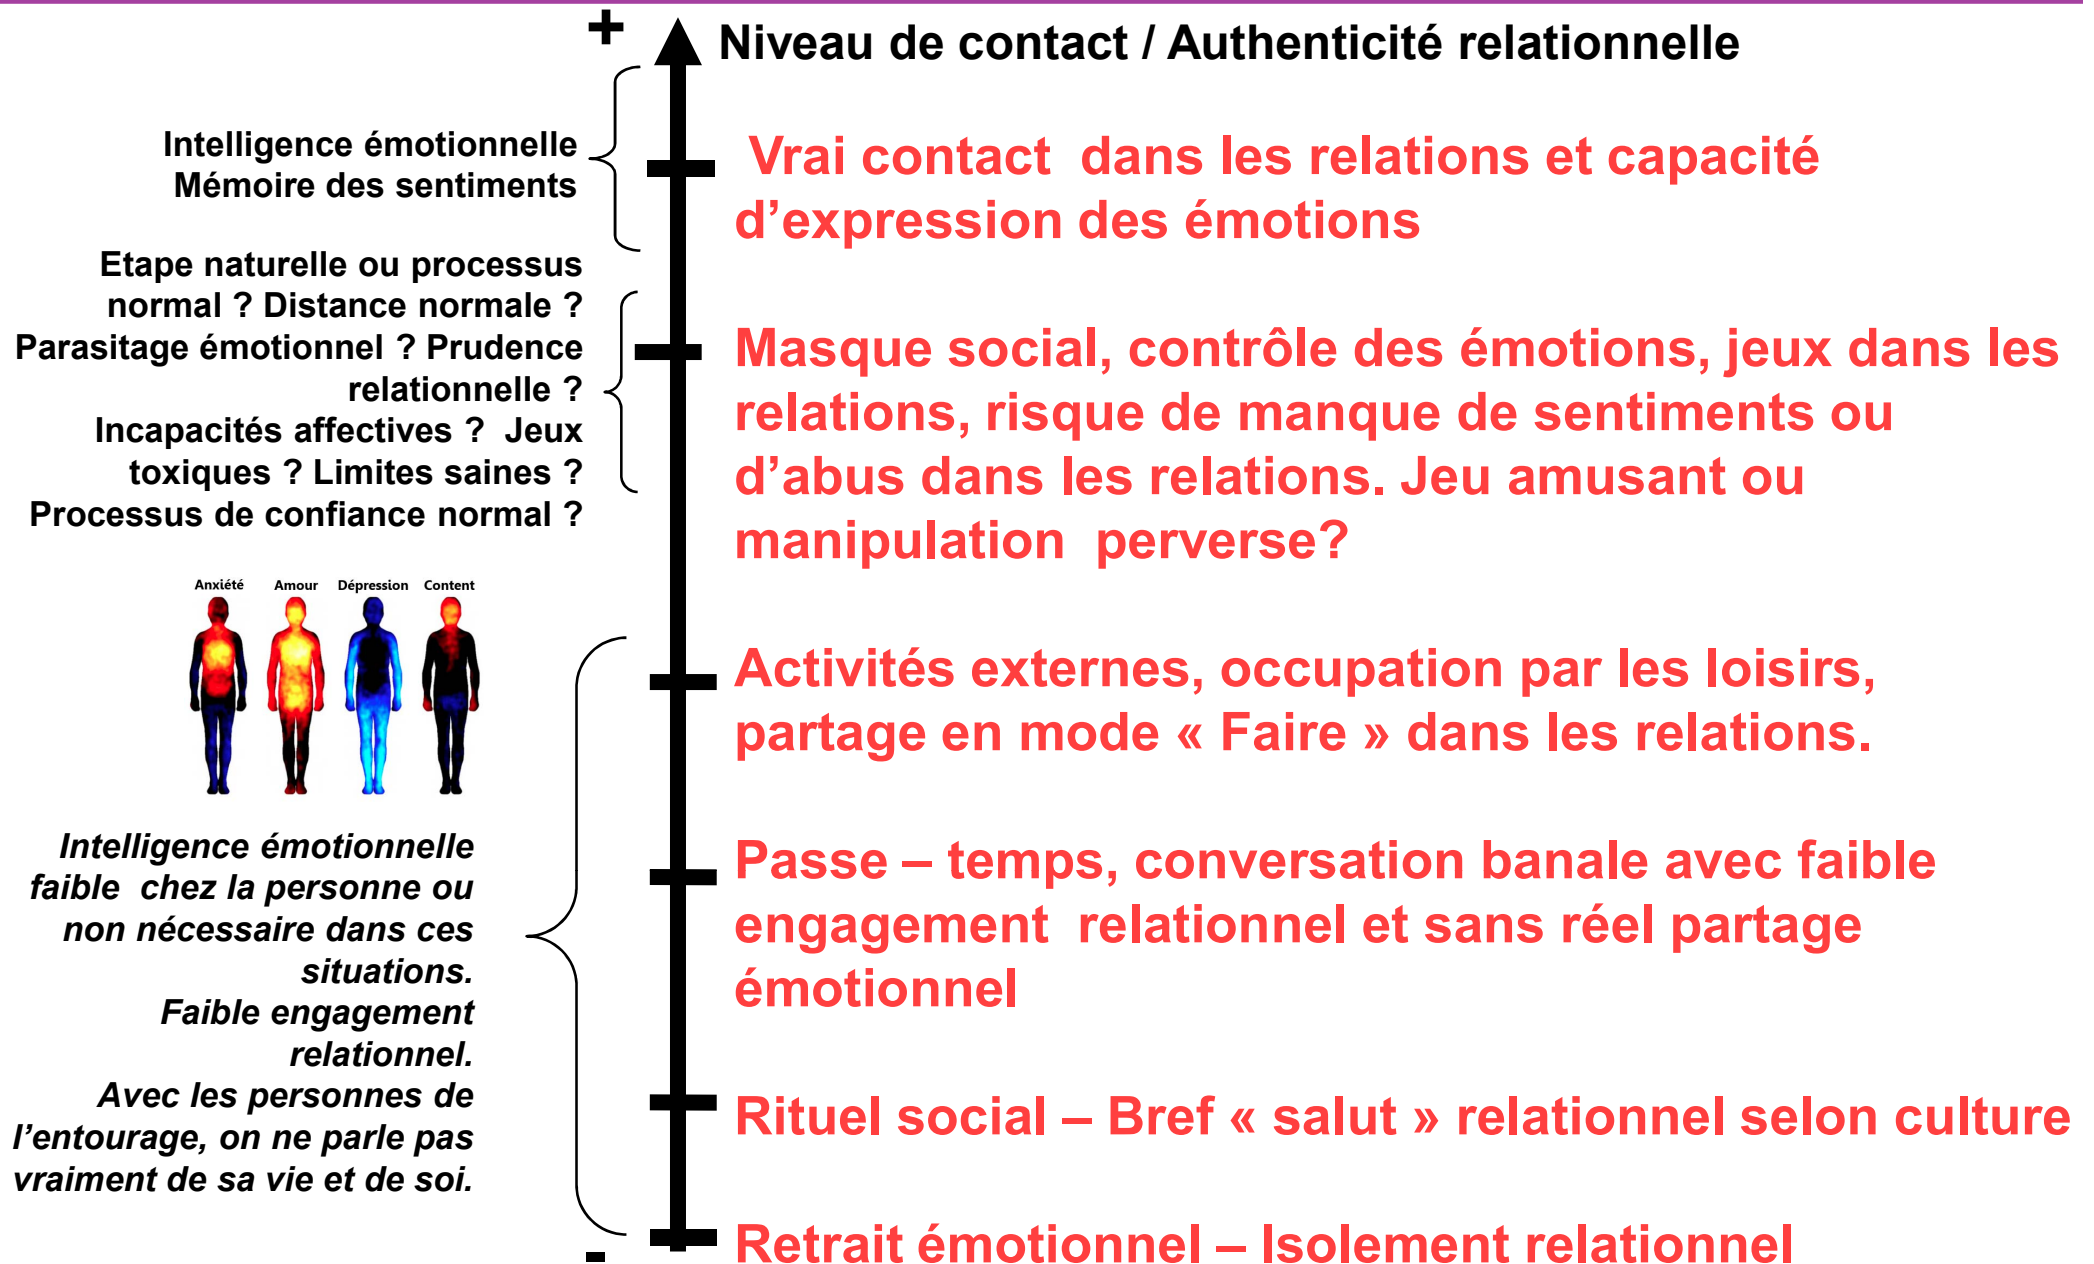 +
Niveau de contact / Authenticité relationnelle
Intelligence émotionnelle
Mémoire des sentiments
Vrai contact dans les relations et capacité
d’expression des émotions
Etape naturelle ou processus
normal ? Distance normale ?
Parasitage émotionnel ? Prudence
relationnelle ?
Incapacités affectives ? Jeux
toxiques ? Limites saines ?
Processus de confiance normal ?
Masque social, contrôle des émotions, jeux dans les
relations, risque de manque de sentiments ou
d’abus dans les relations. Jeu amusant ou
manipulation perverse?
Anxiété Amour Dépression Content
Activités externes, occupation par les loisirs,
partage en mode « Faire » dans les relations.
Intelligence émotionnelle
faible chez la personne ou
non nécessaire dans ces
situations.
Faible engagement
relationnel.
Avec les personnes de
l’entourage, on ne parle pas
vraiment de sa vie et de soi.
Passe – temps, conversation banale avec faible
engagement relationnel et sans réel partage
émotionnel
Rituel social – Bref « salut » relationnel selon culture
-
Retrait émotionnel – Isolement relationnel